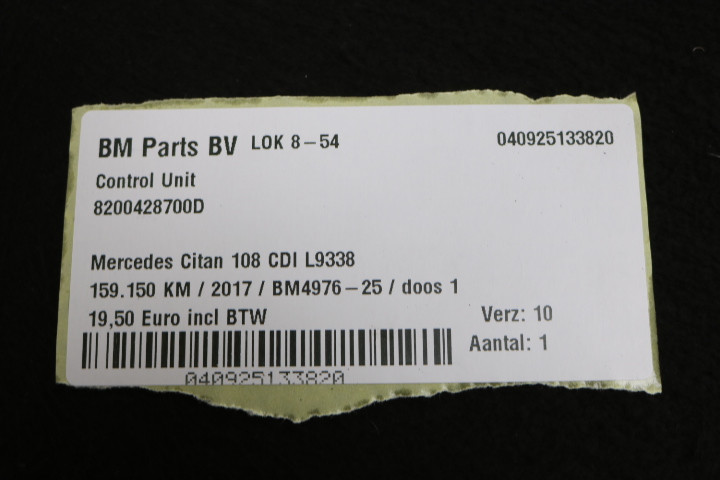 BM Parts BV LOK 8-54 040925133820
Control Unit
8200428700D
Mercedes Citan 108 CDI L9338
159.150 KM / 2017 / BM4976-25 / doos 1
19,50 Euro incl BTW Verz: 10
Aantal: 1
040925133820